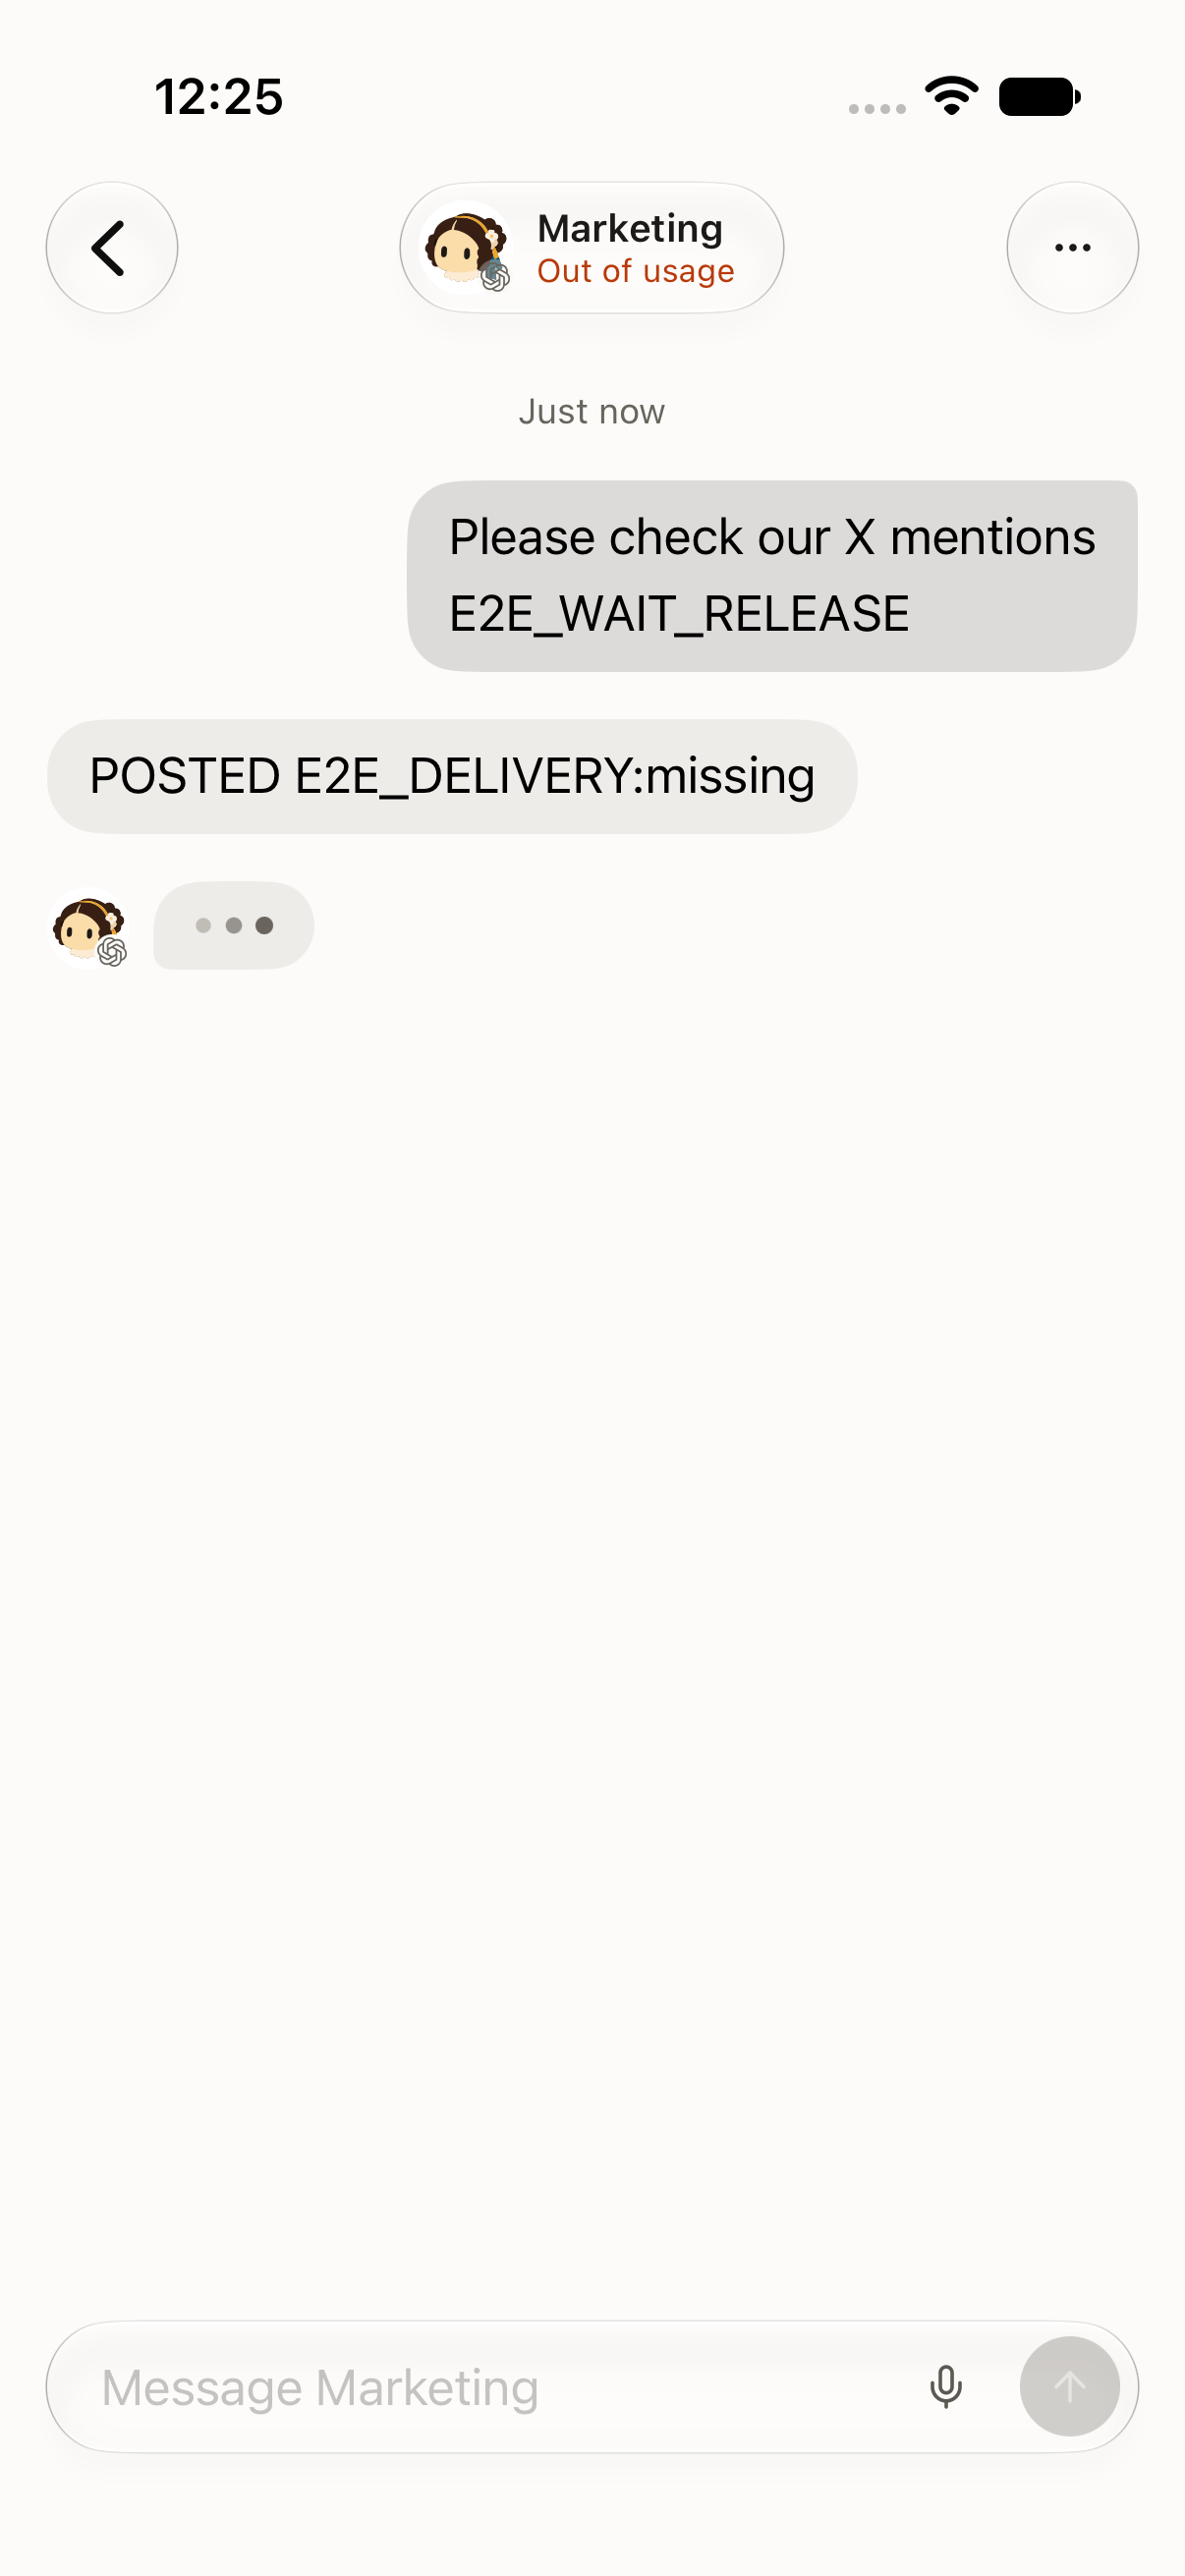 12:25
Marketing
Out of usage
Just now
Please check our X mentions
E2E_WAIT_RELEASE
POSTED E2E_DELIVERY:missing
Message Marketing